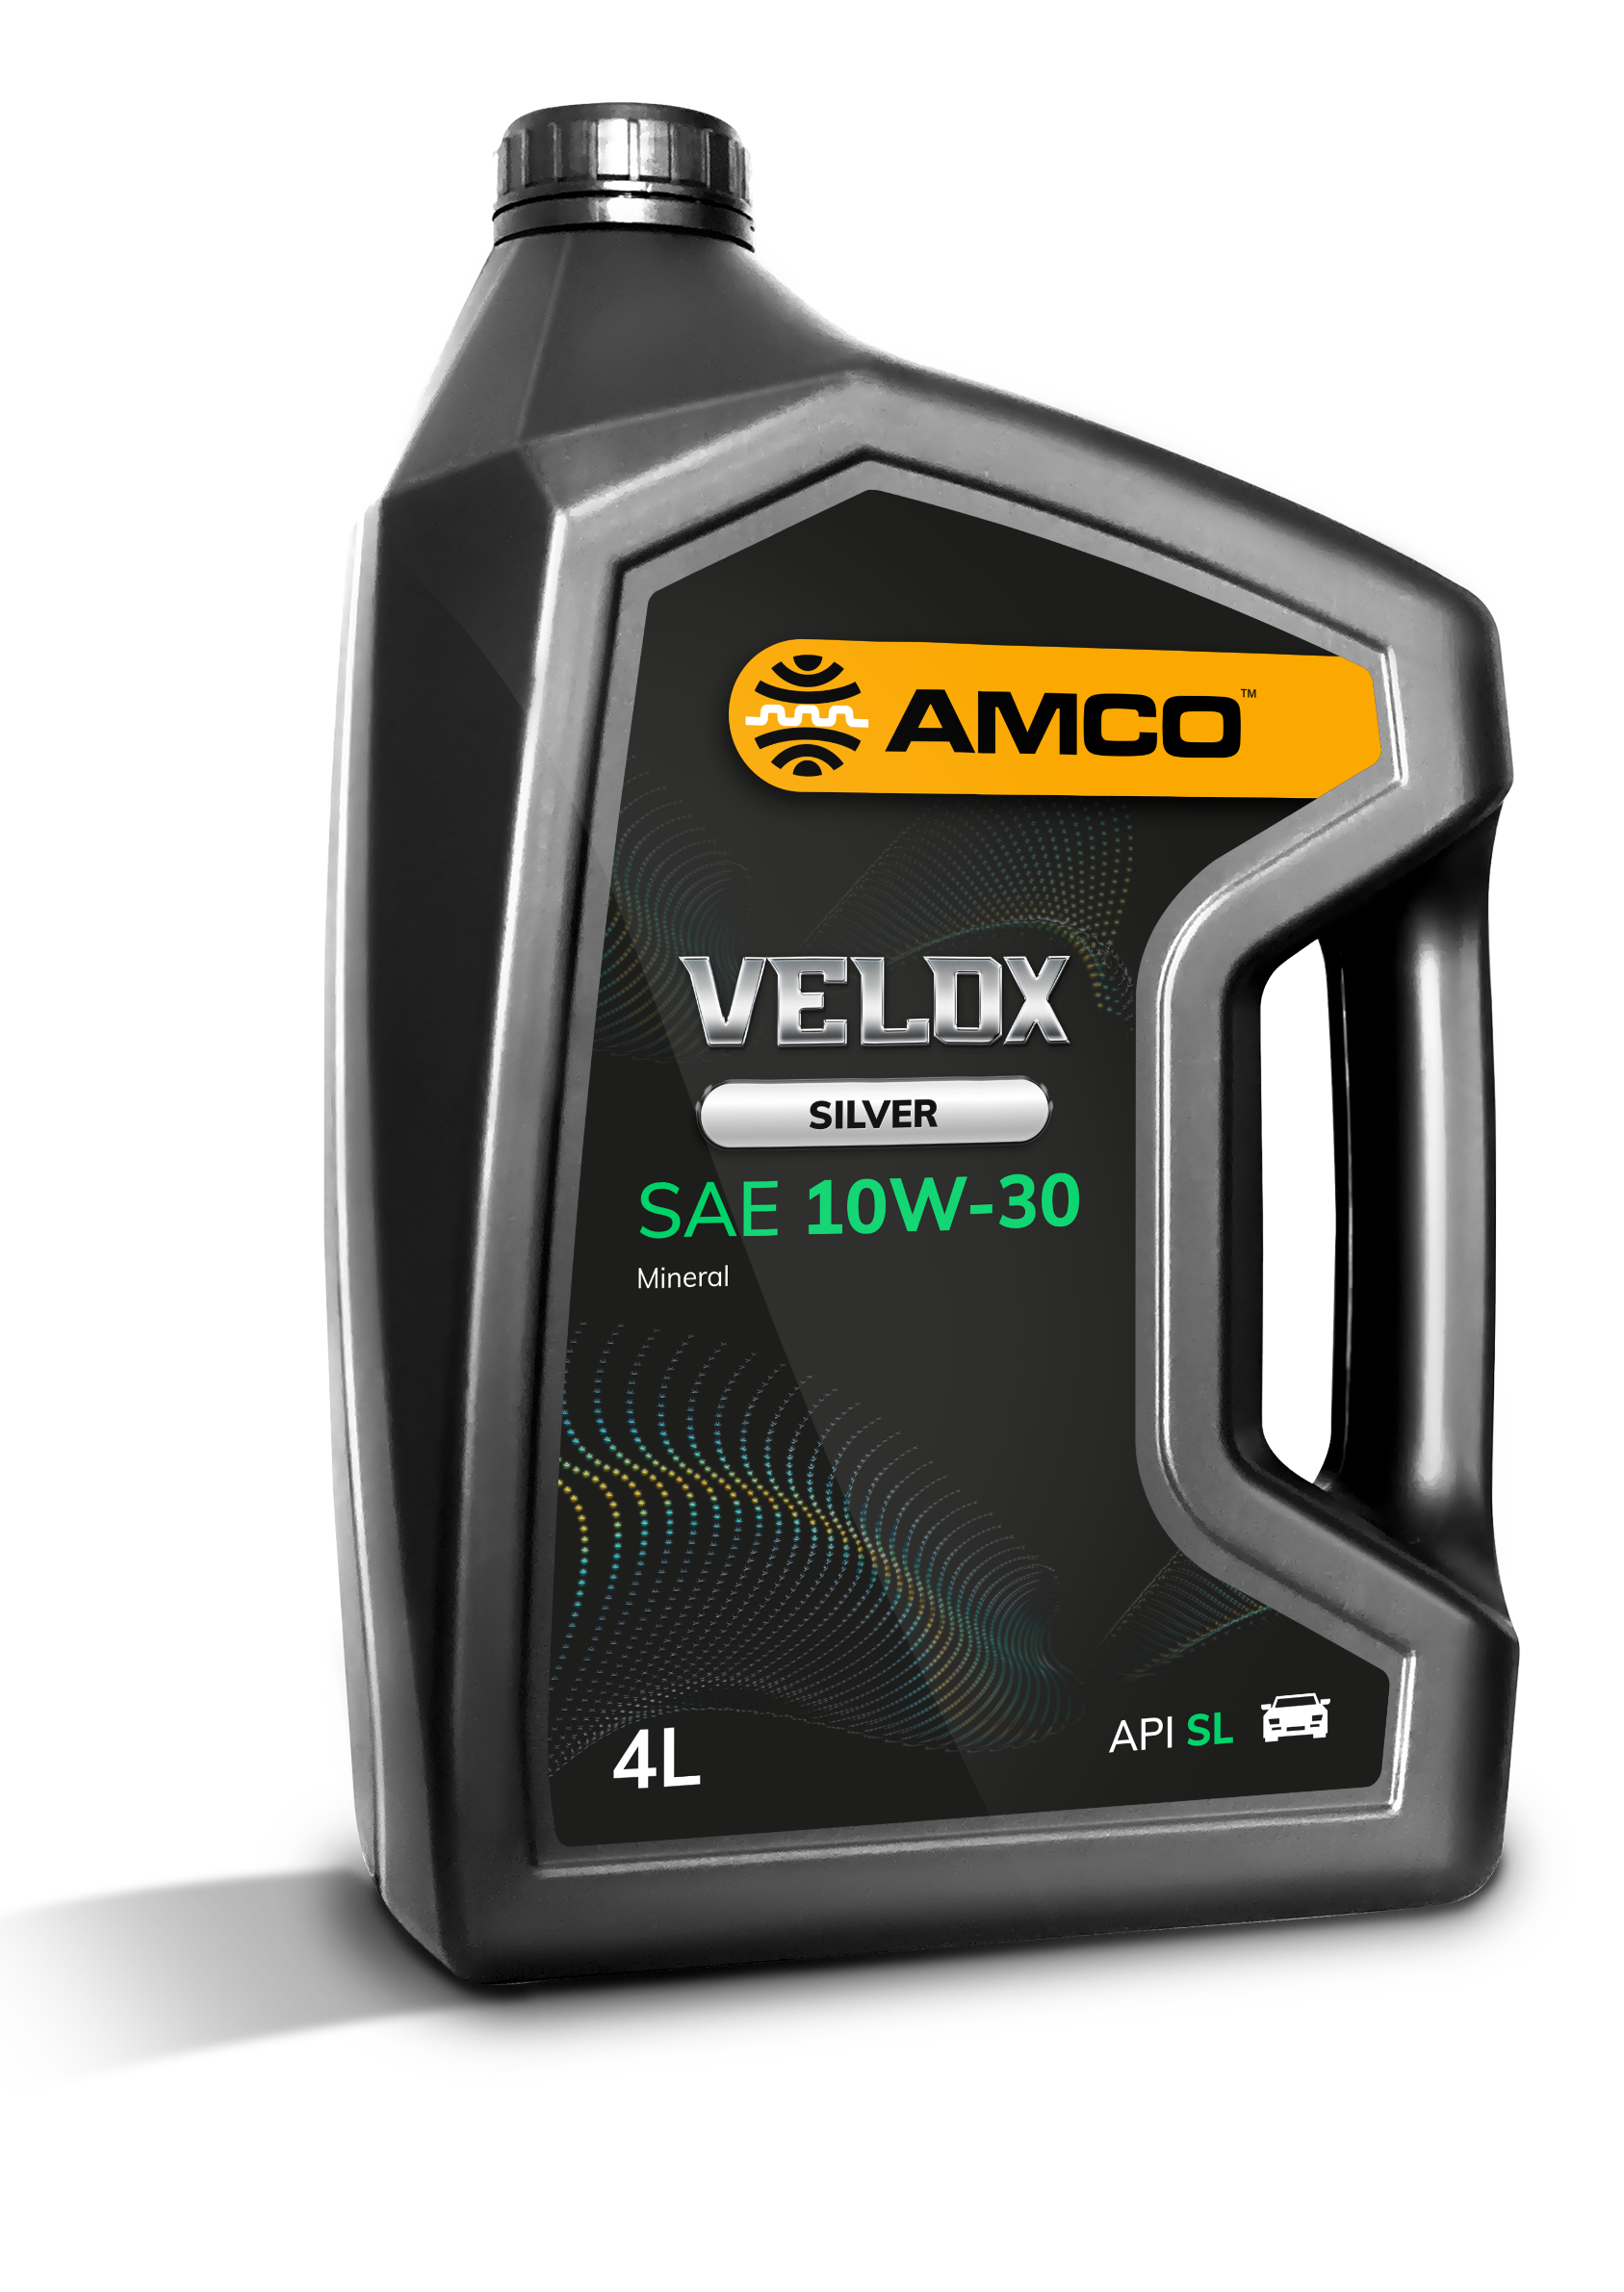 AMCO™
VELOX
SILVER
SAE 10W-30
Mineral
4L
API SL